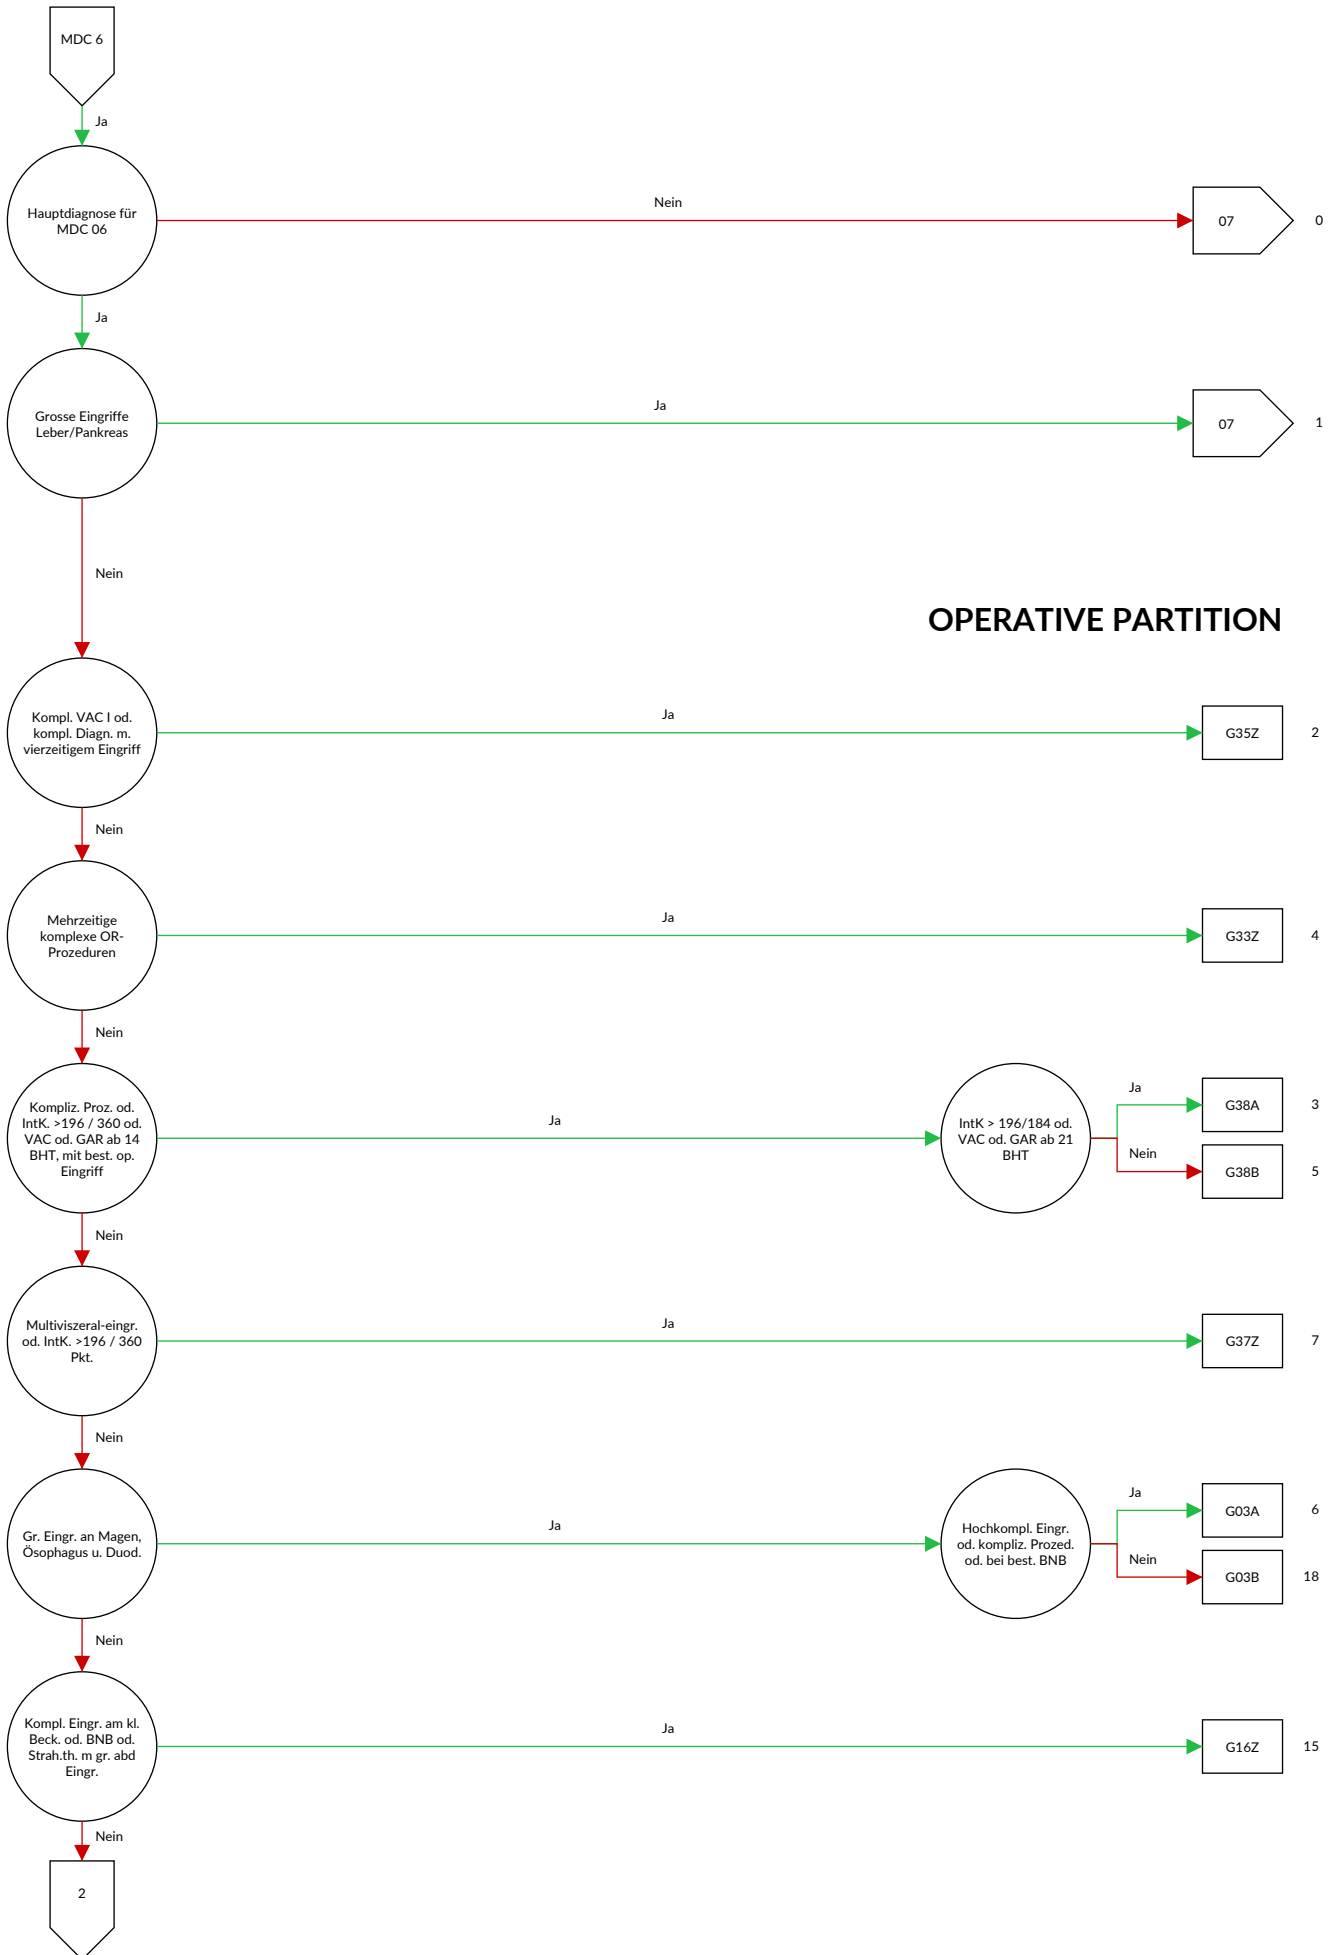 MDC 6
Ja
Hauptdiagnose für
MDC 06
Nein
07
0
Ja
Grosse Eingriffe
Leber/Pankreas
Ja
07
1
Nein
OPERATIVE PARTITION
Kompl. VAC I od.
kompl. Diagn. m.
vierzeitigem Eingriff
Ja
G35Z
2
Nein
Mehrzeitige
komplexe OR-
Prozeduren
Ja
G33Z
4
Nein
Kompliz. Proz. od.
IntK. >196 / 360 od.
VAC od. GAR ab 14
BHT, mit best. op.
Eingriff
Ja
IntK > 196/184 od.
VAC od. GAR ab 21
BHT
Ja
G38A
3
Nein
G38B
5
Nein
Multiviszeral-eingr.
od. IntK. >196 / 360
Pkt.
Ja
G37Z
7
Nein
Gr. Eingr. an Magen,
Ösophagus u. Duod.
Ja
Hochkompl. Eingr.
od. kompliz. Prozed.
od. bei best. BNB
Ja
G03A
6
Nein
G03B
18
Nein
Kompl. Eingr. am kl.
Beck. od. BNB od.
Strah.th. m gr. abd
Eingr.
Ja
G16Z
15
Nein
2